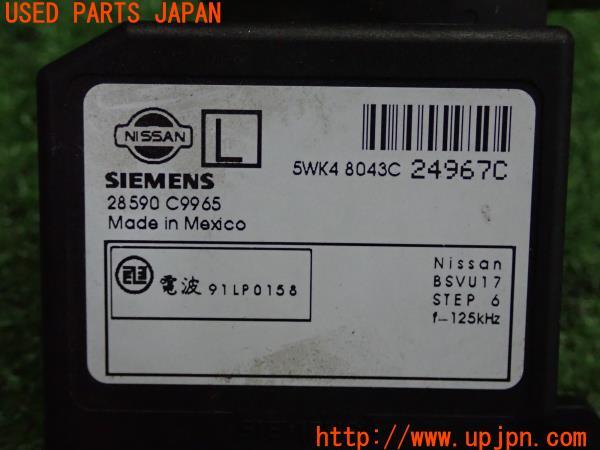 USED PARTS JAPAN
NISSAN
L
SIEMENS
5WK4 8043C 24967C
28590 C9965
Made in Mexico
電波 91LP0158
Nissan
BSVU17
STEP 6
f-125kHz
SIEMENS
http://www.upjpn.com